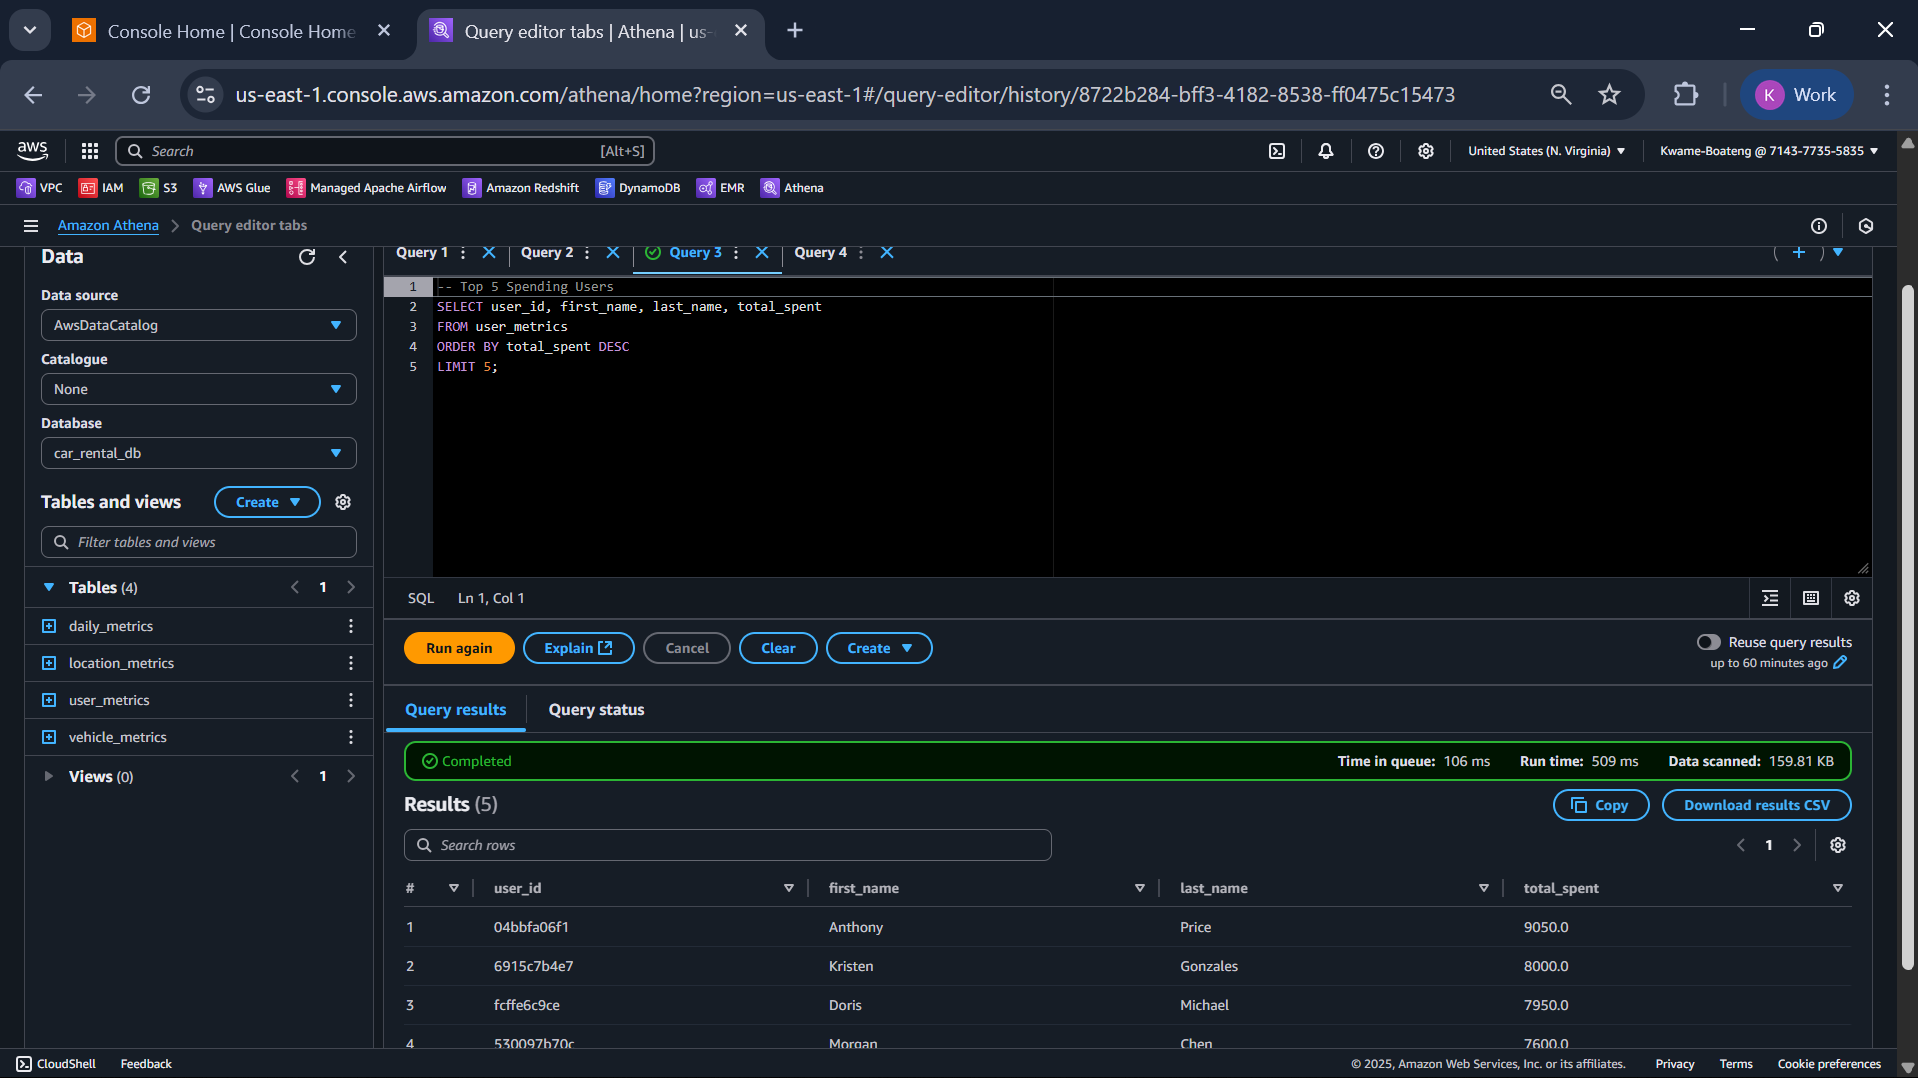 Console Home | Console Home
Query editor tabs | Athena | us-
us-east-1.console.aws.amazon.com/athena/home?region=us-east-1#/query-editor/history/8722b284-bff3-4182-8538-ff0475c15473
K Work
aws
Search [Alt+S]
United States (N. Virginia)
Kwame-Boateng @ 7143-7735-5835
VPC IAM S3 AWS Glue Managed Apache Airflow Amazon Redshift DynamoDB EMR Athena
Amazon Athena > Query editor tabs
Data
Data source
AwsDataCatalog
Catalogue
None
Database
car_rental_db
Tables and views Create
Filter tables and views
Tables (4) 1
daily_metrics
location_metrics
user_metrics
vehicle_metrics
Views (0) 1
Query 1 Query 2 Query 3 Query 4
1 -- Top 5 Spending Users
2 SELECT user_id, first_name, last_name, total_spent
3 FROM user_metrics
4 ORDER BY total_spent DESC
5 LIMIT 5;
SQL Ln 1, Col 1
Run again Explain Cancel Clear Create
Reuse query results
up to 60 minutes ago
Query results Query status
Completed Time in queue: 106 ms Run time: 509 ms Data scanned: 159.81 KB
Results (5) Copy Download results CSV
Search rows 1
# user_id first_name last_name total_spent
1 04bbfa06f1 Anthony Price 9050.0
2 6915c7b4e7 Kristen Gonzales 8000.0
3 fcffe6c9ce Doris Michael 7950.0
4 530097b70c Morgan Chen 7600.0
CloudShell Feedback © 2025, Amazon Web Services, Inc. or its affiliates. Privacy Terms Cookie preferences